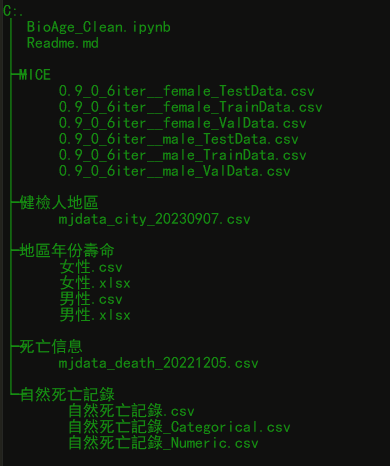 C:.
BioAge_Clean.ipynb
Readme.md
MICE
0.9_0_6iter__female_TestData.csv
0.9_0_6iter__female_TrainData.csv
0.9_0_6iter__female_ValData.csv
0.9_0_6iter__male_TestData.csv
0.9_0_6iter__male_TrainData.csv
0.9_0_6iter__male_ValData.csv
健檢人地區
mjdata_city_20230907.csv
地區年份壽命
女性.csv
女性.xlsx
男性.csv
男性.xlsx
死亡信息
mjdata_death_20221205.csv
自然死亡記錄
自然死亡記錄.csv
自然死亡記錄_Categorical.csv
自然死亡記錄_Numeric.csv